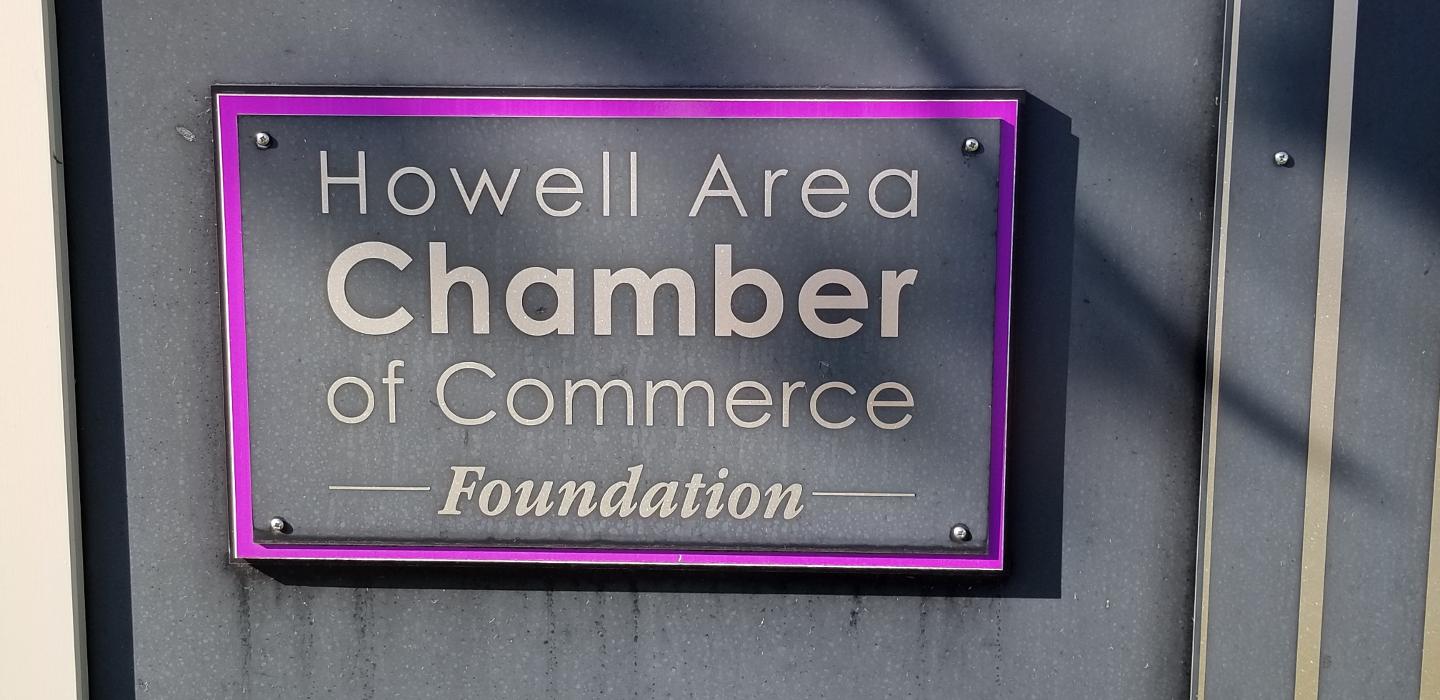 Howell Area
Chamber
of Commerce
Foundation